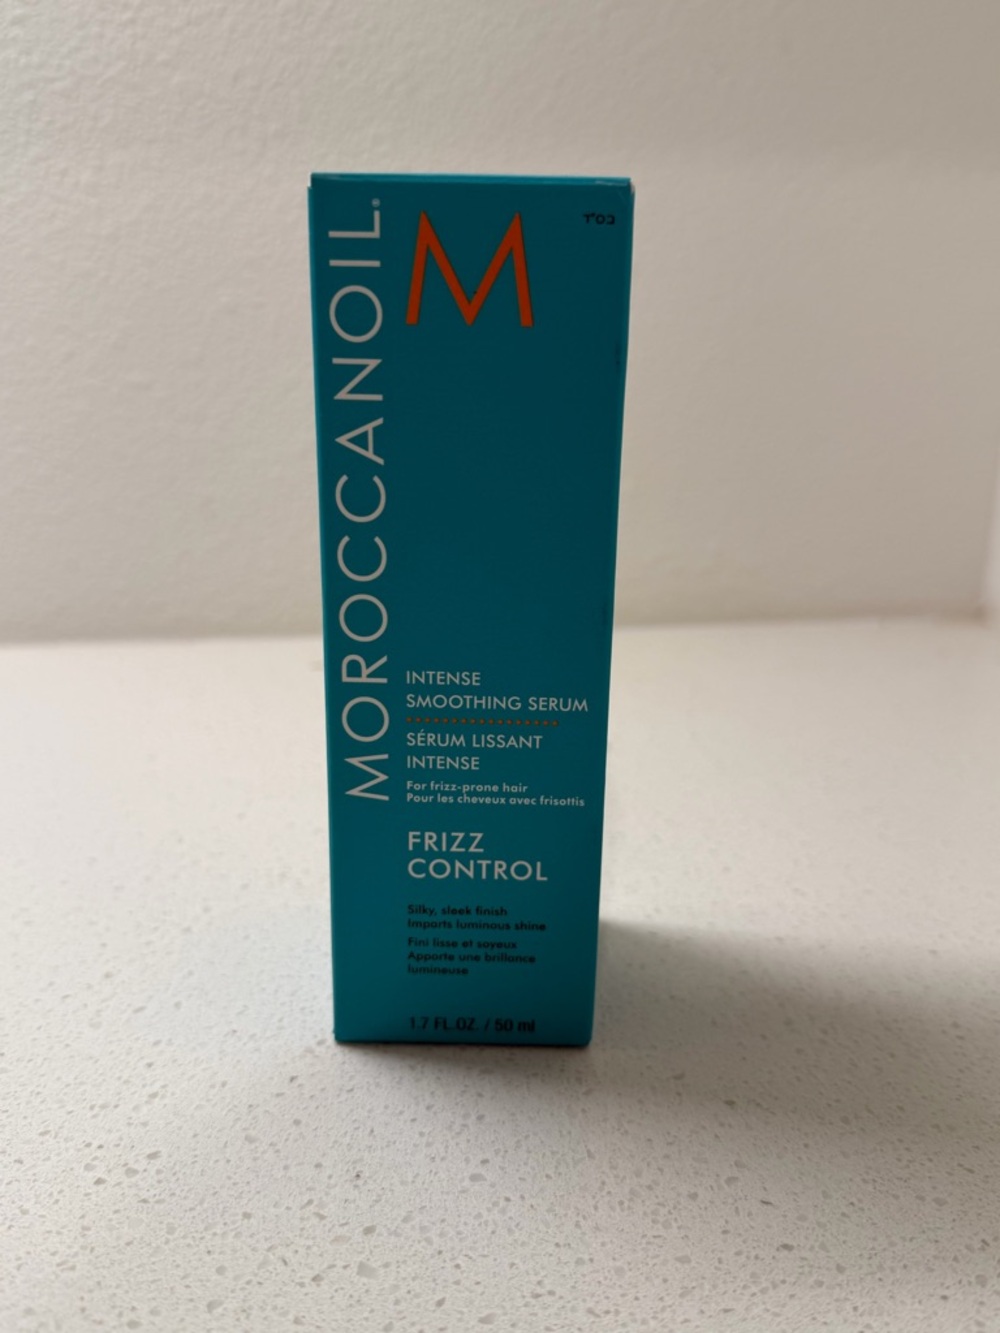 MOROCCANOIL®
M
בס"ד
INTENSE
SMOOTHING SERUM
SÉRUM LISSANT
INTENSE
For frizz-prone hair
Pour les cheveux avec frisottis
FRIZZ
CONTROL
Silky, sleek finish
Imparts luminous shine
Fini lisse et soyeux
Apporte une brillance
lumineuse
1.7 FL.OZ. / 50 ml